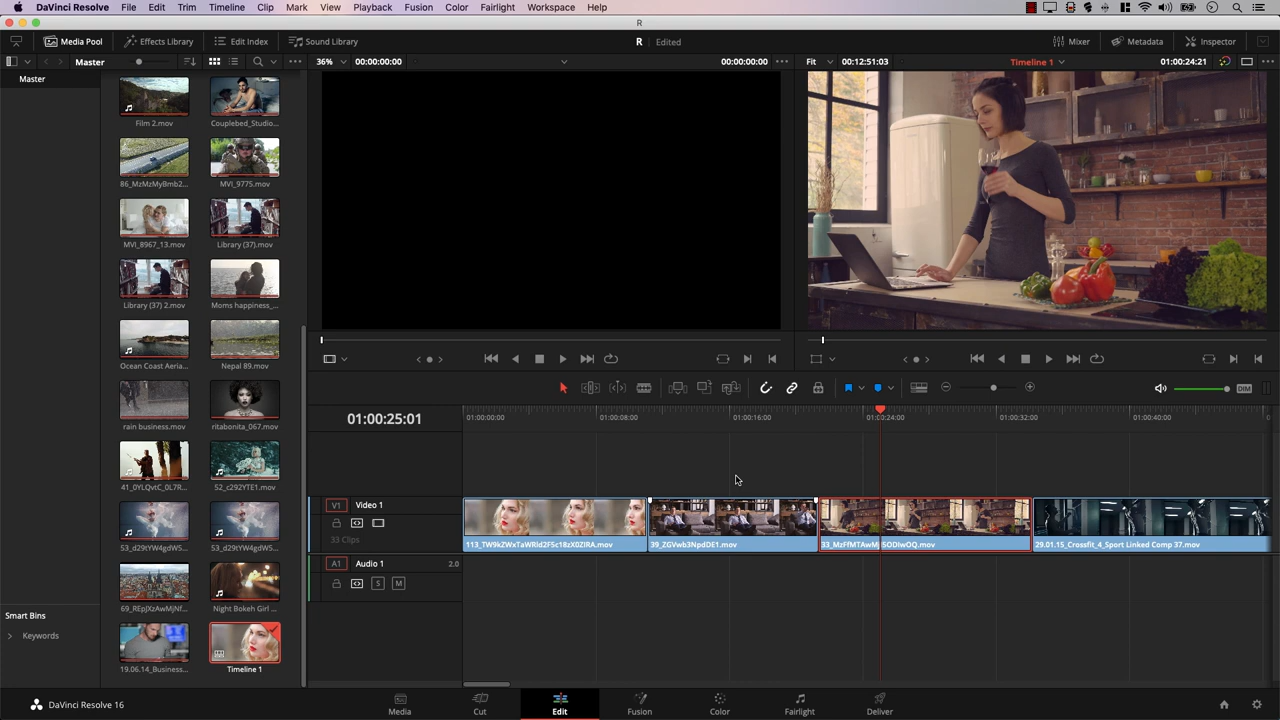 DaVinci Resolve File Edit Trim Timeline Clip Mark View Playback Fusion Color Fairlight Workspace Help
R
Media Pool Effects Library Edit Index Sound Library R Edited Mixer Metadata Inspector
Master 36% 00:00:00:00 00:00:00:00 Fit 00:12:51:03 Timeline 1 01:00:24:21
Master
Film 2.mov Couplebed_Studio...
86_MzMzMyBmb2... MVI_9775.mov
MVI_8967_13.mov Library (37).mov
Library (37) 2.mov Moms happiness_...
Ocean Coast Aeria... Nepal 89.mov
rain business.mov ritabonita_067.mov
41_0YLQvtC_0L7R... 52_c292YTE1.mov
53_d29tYW4gdW5... 53_d29tYW4gdW5...
69_REpJXzAwMjNf... Night Bokeh Girl ...
19.06.14_Business... Timeline 1
Smart Bins
Keywords
DIM
01:00:25:01 01:00:00:00 01:00:08:00 01:00:16:00 01:00:24:00 01:00:32:00 01:00:40:00 0
V1 Video 1
33 Clips
39_ZGVwb3NpdDE1.mov 29.01.15_Crossfit_4_Sport Linked Comp 37.mov
A1 Audio 1 2.0
S M
DaVinci Resolve 16 Media Cut Edit Fusion Color Fairlight Deliver